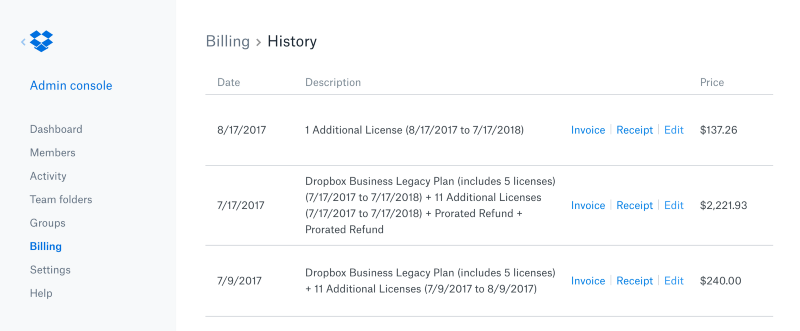 Billing › History
Admin console
Dashboard
Members
Activity
Team folders
Groups
Billing
Settings
Help
Date Description Price
8/17/2017 1 Additional License (8/17/2017 to 7/17/2018) Invoice | Receipt | Edit $137.26
Dropbox Business Legacy Plan (includes 5 licenses)
(7/17/2017 to 7/17/2018) + 11 Additional Licenses
7/17/2017 (7/17/2017 to 7/17/2018) + Prorated Refund + Invoice | Receipt | Edit $2,221.93
Prorated Refund
Dropbox Business Legacy Plan (includes 5 licenses)
7/9/2017 + 11 Additional Licenses (7/9/2017 to 8/9/2017) Invoice | Receipt | Edit $240.00